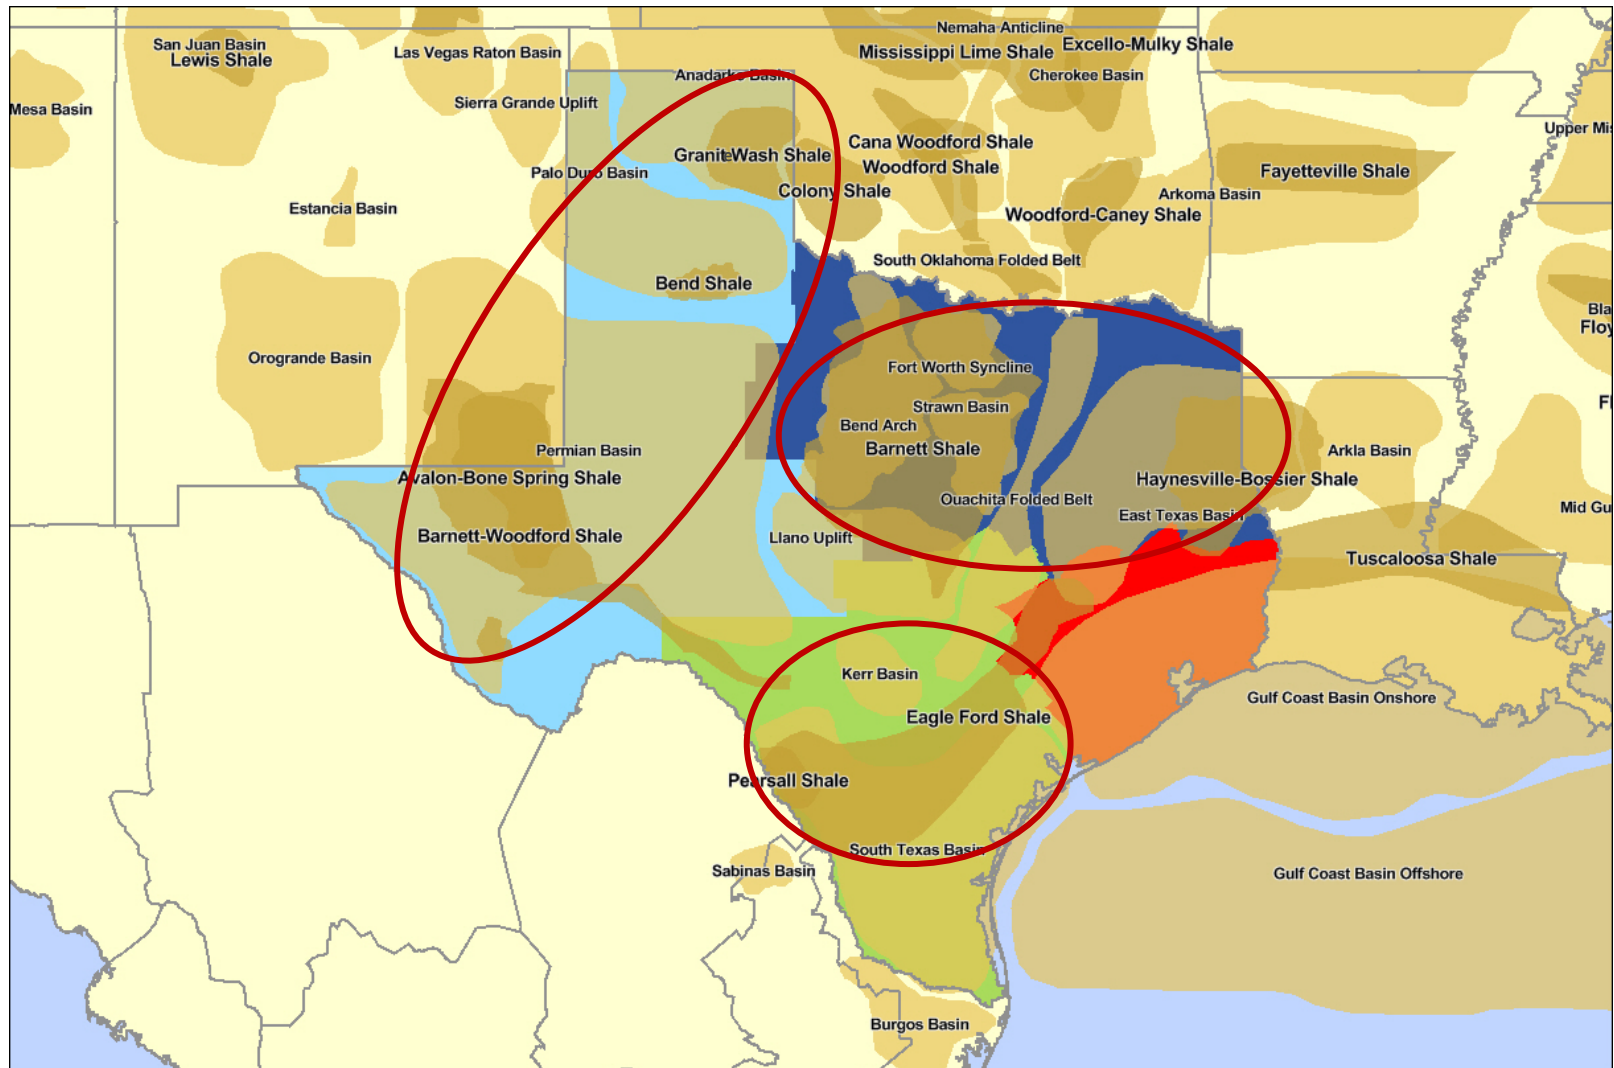 Nemaha Anticline
San Juan Basin
Lewis Shale
Las Vegas Raton Basin
Mississippi Lime Shale
Excello-Mulky Shale
Anadarko Basin
Cherokee Basin
Mesa Basin
Sierra Grande Uplift
Upper Mis
Cana Woodford Shale
Granite Wash Shale
Woodford Shale
Palo Duro Basin
Fayetteville Shale
Colony Shale
Arkoma Basin
Estancia Basin
Woodford-Caney Shale
South Oklahoma Folded Belt
Bend Shale
Bla
Floy
Orogrande Basin
Fort Worth Syncline
Strawn Basin
Fl
Bend Arch
Barnett Shale
Permian Basin
Arkla Basin
Avalon-Bone Spring Shale
Haynesville-Bossier Shale
Ouachita Folded Belt
Mid Gu
East Texas Basin
Barnett-Woodford Shale
Llano Uplift
Tuscaloosa Shale
Kerr Basin
Gulf Coast Basin Onshore
Eagle Ford Shale
Pearsall Shale
South Texas Basin
Sabinas Basin
Gulf Coast Basin Offshore
Burgos Basin